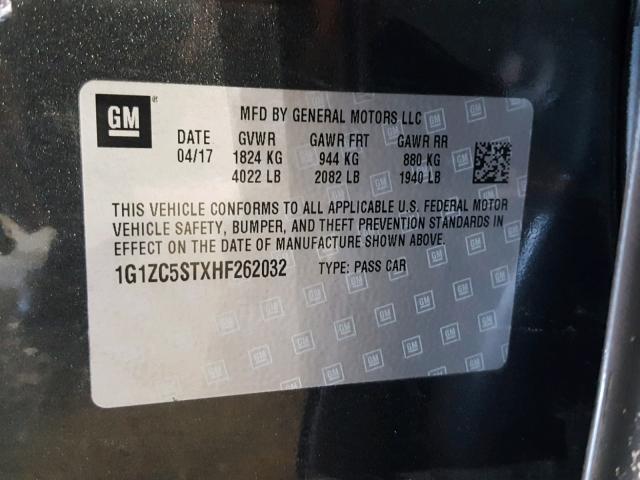 GM
MFD BY GENERAL MOTORS LLC
DATE GVWR GAWR FRT GAWR RR
04/17 1824 KG 944 KG 880 KG
4022 LB 2082 LB 1940 LB
THIS VEHICLE CONFORMS TO ALL APPLICABLE U.S. FEDERAL MOTOR
VEHICLE SAFETY, BUMPER, AND THEFT PREVENTION STANDARDS IN
EFFECT ON THE DATE OF MANUFACTURE SHOWN ABOVE.
1G1ZC5STXHF262032 TYPE: PASS CAR